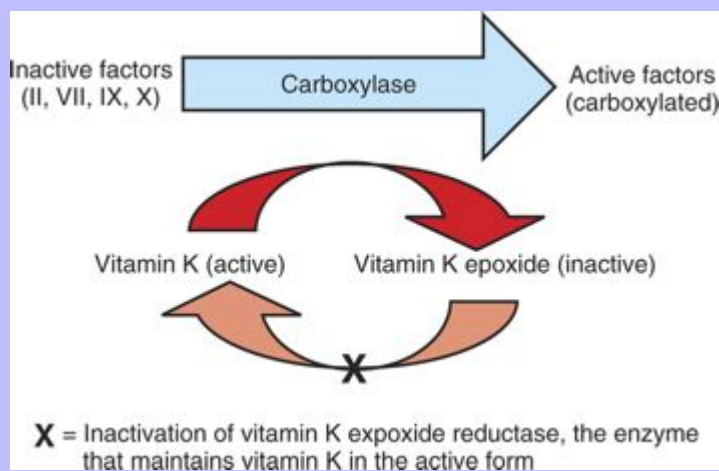 Inactive factors
(II, VII, IX, X)
Carboxylase
Active factors
(carboxylated)
Vitamin K (active)
Vitamin K epoxide (inactive)
X
X = Inactivation of vitamin K expoxide reductase, the enzyme
that maintains vitamin K in the active form